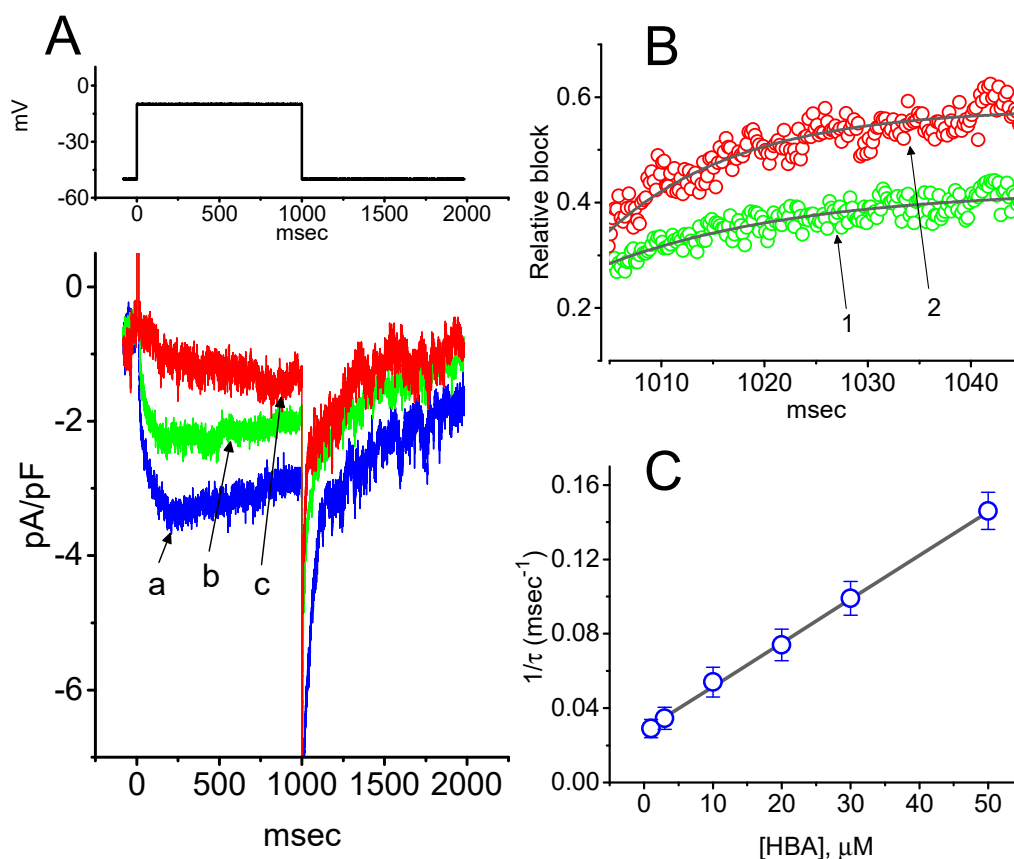 A
mV
0
-30
-60
0 500 1000 1500 2000
msec
0
-2
-4
-6
pA/pF
a b c
0 500 1000 1500 2000
msec
B
Relative block
0.6
0.4
0.2
1 2
1010 1020 1030 1040
msec
C
1/τ (msec⁻¹)
0.16
0.12
0.08
0.04
0.00
0 10 20 30 40 50
[HBA], μM